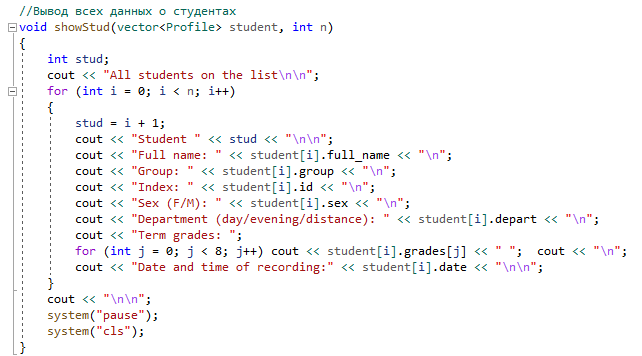 //Вывод всех данных о студентах
void showStud(vector<Profile> student, int n)
{
    int stud;
    cout << "All students on the list\n\n";
    for (int i = 0; i < n; i++)
    {
        stud = i + 1;
        cout << "Student " << stud << "\n\n";
        cout << "Full name: " << student[i].full_name << "\n";
        cout << "Group: " << student[i].group << "\n";
        cout << "Index: " << student[i].id << "\n";
        cout << "Sex (F/M): " << student[i].sex << "\n";
        cout << "Department (day/evening/distance): " << student[i].depart << "\n";
        cout << "Term grades: ";
        for (int j = 0; j < 8; j++) cout << student[i].grades[j] << " ";  cout << "\n";
        cout << "Date and time of recording:" << student[i].date << "\n\n";
    }
    cout << "\n\n";
    system("pause");
    system("cls");
}